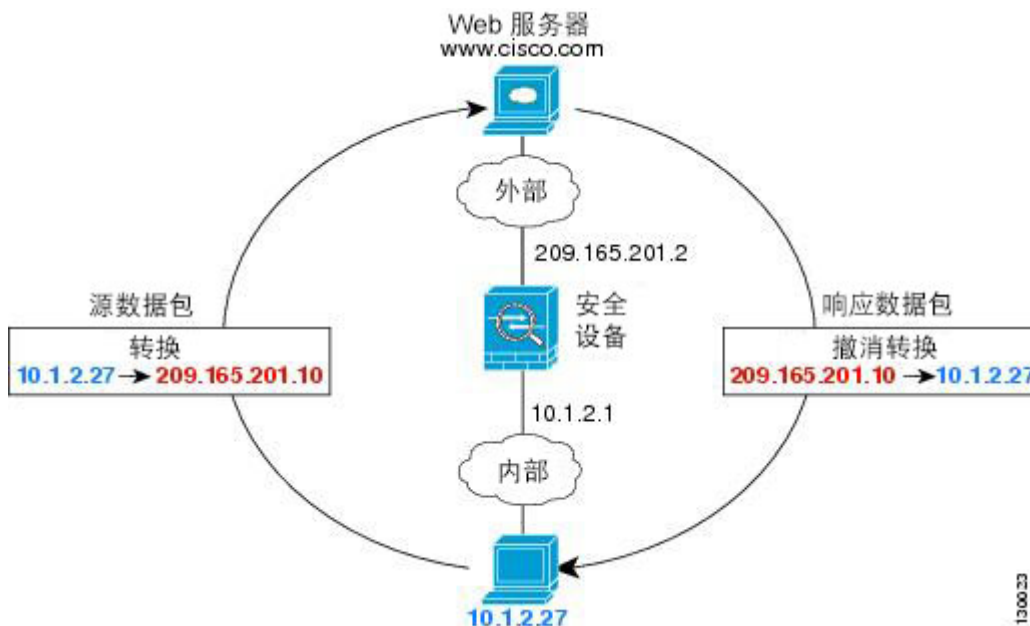 Web 服务器
www.cisco.com
外部
209.165.201.2
源数据包
安全
设备
响应数据包
转换
10.1.2.27 → 209.165.201.10
撤消转换
209.165.201.10 → 10.1.2.27
10.1.2.1
内部
10.1.2.27
130023